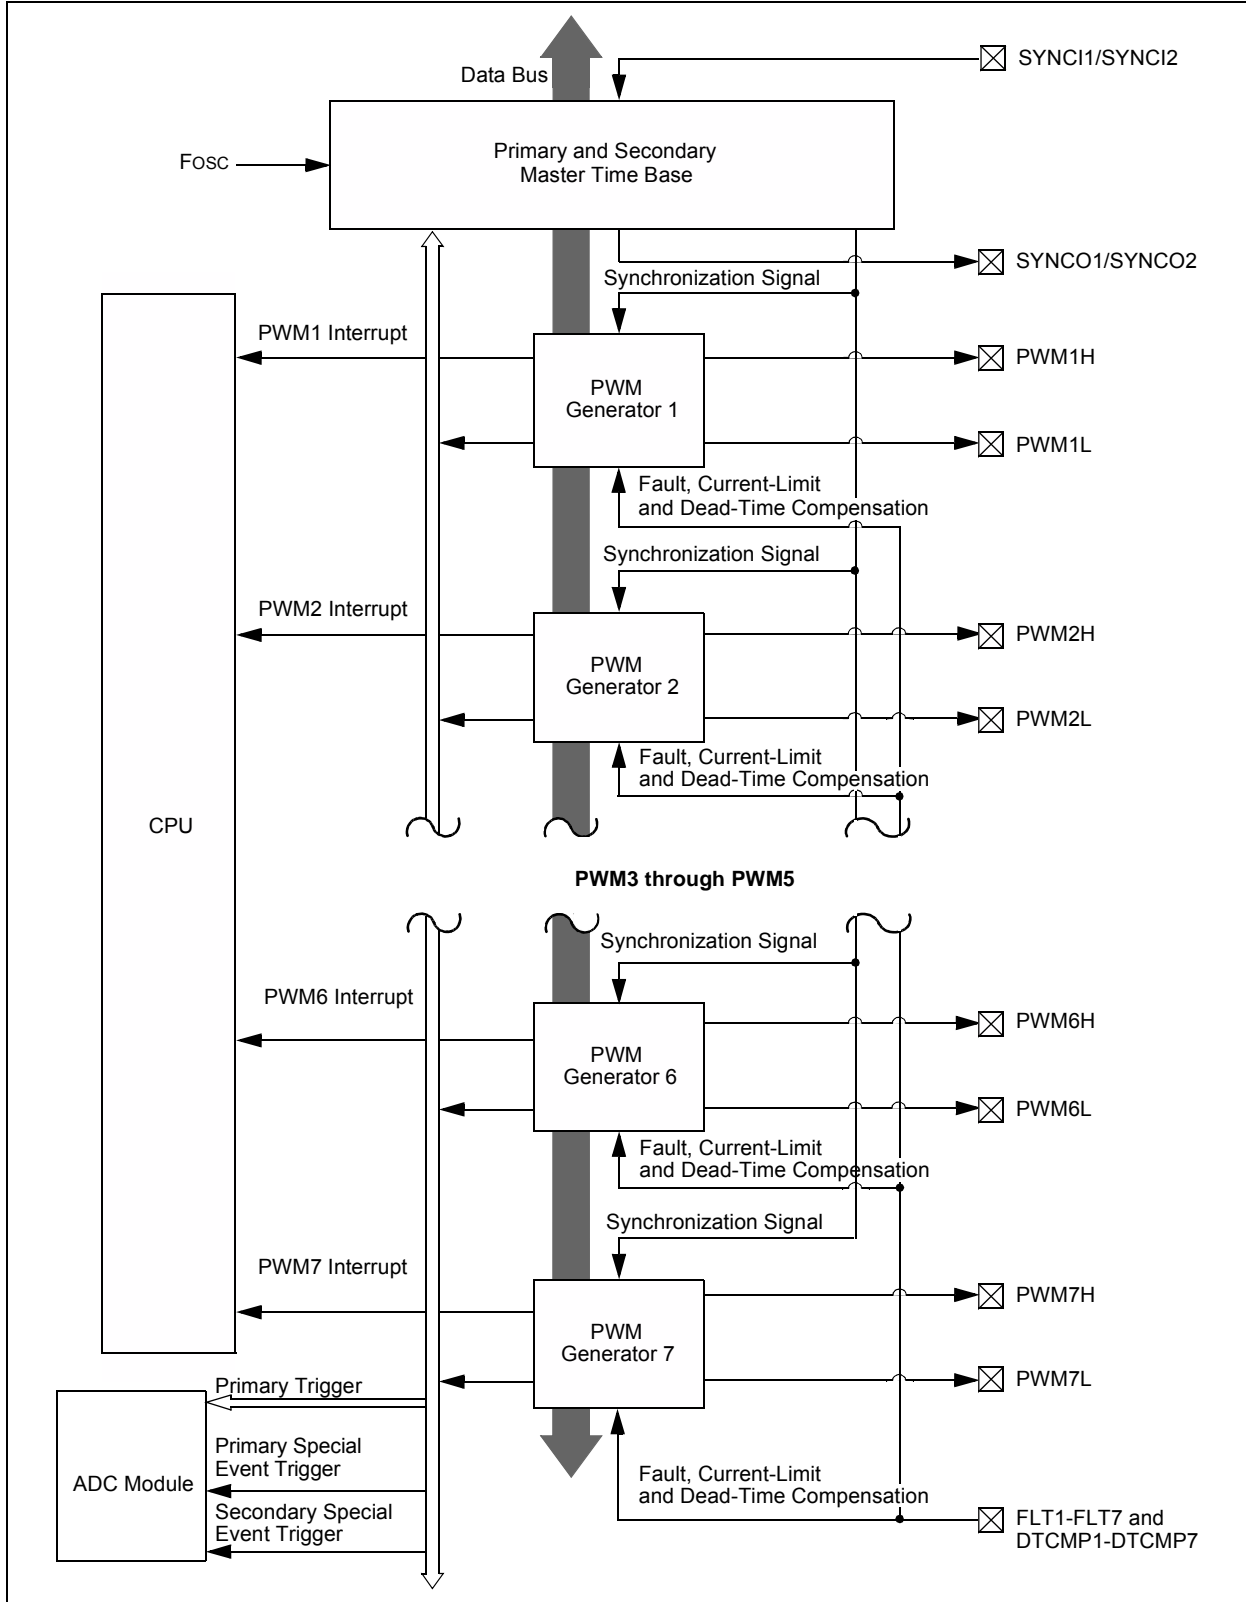 SYNCI1/SYNCI2
Data Bus
Primary and Secondary
Master Time Base
FOSC
SYNCO1/SYNCO2
Synchronization Signal
PWM1 Interrupt
PWM1H
PWM
Generator 1
PWM1L
Fault, Current-Limit
and Dead-Time Compensation
Synchronization Signal
PWM2 Interrupt
PWM2H
PWM
Generator 2
PWM2L
Fault, Current-Limit
and Dead-Time Compensation
CPU
PWM3 through PWM5
Synchronization Signal
PWM6 Interrupt
PWM6H
PWM
Generator 6
PWM6L
Fault, Current-Limit
and Dead-Time Compensation
Synchronization Signal
PWM7 Interrupt
PWM7H
PWM
Generator 7
PWM7L
Primary Trigger
Primary Special
Event Trigger
ADC Module
Secondary Special
Event Trigger
Fault, Current-Limit
and Dead-Time Compensation
FLT1-FLT7 and
DTCMP1-DTCMP7